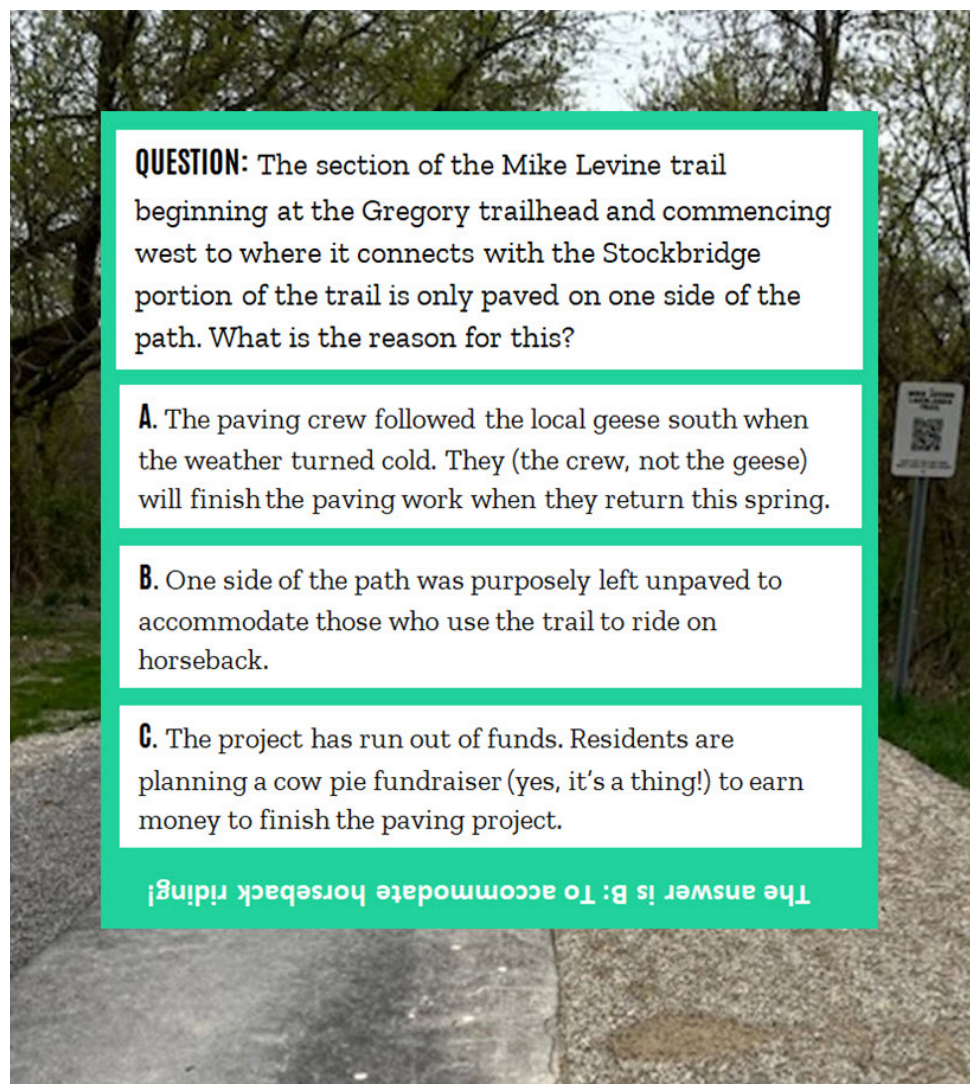 QUESTION: The section of the Mike Levine trail
beginning at the Gregory trailhead and commencing
west to where it connects with the Stockbridge
portion of the trail is only paved on one side of the
path. What is the reason for this?
A. The paving crew followed the local geese south when
the weather turned cold. They (the crew, not the geese)
will finish the paving work when they return this spring.
B. One side of the path was purposely left unpaved to
accommodate those who use the trail to ride on
horseback.
C. The project has run out of funds. Residents are
planning a cow pie fundraiser (yes, it's a thing!) to earn
money to finish the paving project.
The answer is B: To accommodate horseback riding!